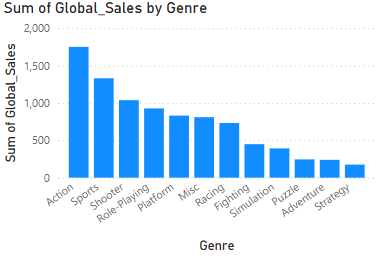 Sum of Global_Sales by Genre
Sum of Global_Sales
2,000
1,500
1,000
500
0
Action
Sports
Shooter
Role-Playing
Platform
Misc
Racing
Fighting
Simulation
Puzzle
Adventure
Strategy
Genre